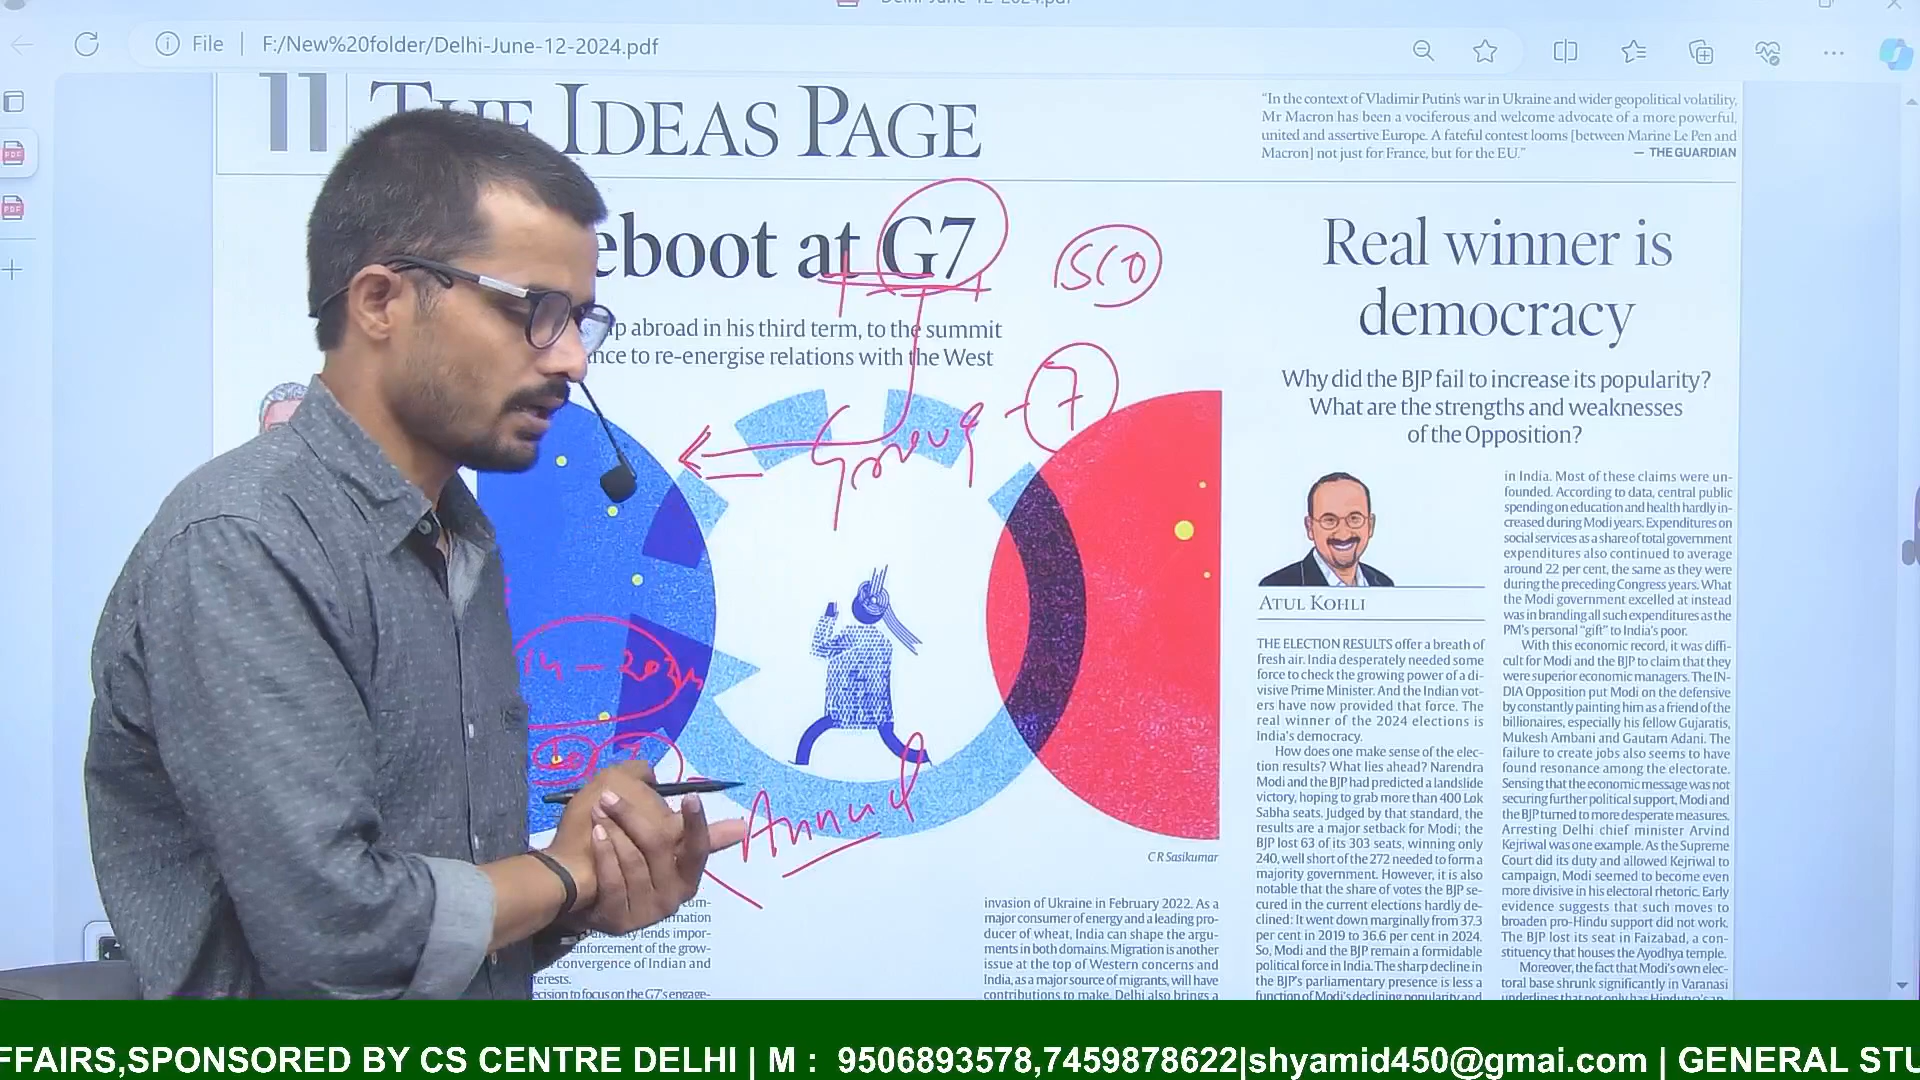 File
F:/New%20folder/Delhi-June-12-2024.pdf
11
THE IDEAS PAGE
“In the context of Vladimir Putin's war in Ukraine and wider geopolitical volatility,
Mr Macron has been a vociferous and welcome advocate of a more powerful,
united and assertive Europe. A fateful contest looms [between Marine Le Pen and
Macron] not just for France, but for the EU.”
— THE GUARDIAN
eboot at G7
abroad in his third term, to the summit
nce to re-energise relations with the West
SCO
Group - 7
14 - 2024
Annual
C R Sasikumar
invasion of Ukraine in February 2022. As a
major consumer of energy and a leading pro-
ducer of wheat, India can shape the argu-
ments in both domains. Migration is another
issue at the top of Western concerns and
India, as a major source of migrants, will have
contributions to make. Delhi also brings a
lends impor-
einforcement of the grow-
convergence of Indian and
terests.
ecision to focus on the G7's engage-
Real winner is
democracy
Why did the BJP fail to increase its popularity?
What are the strengths and weaknesses
of the Opposition?
ATUL KOHLI
THE ELECTION RESULTS offer a breath of
fresh air. India desperately needed some
force to check the growing power of a di-
visive Prime Minister. And the Indian vot-
ers have now provided that force. The
real winner of the 2024 elections is
India's democracy.
How does one make sense of the elec-
tion results? What lies ahead? Narendra
Modi and the BJP had predicted a landslide
victory, hoping to grab more than 400 Lok
Sabha seats. Judged by that standard, the
results are a major setback for Modi; the
BJP lost 63 of its 303 seats, winning only
240, well short of the 272 needed to form a
majority government. However, it is also
notable that the share of votes the BJP se-
cured in the current elections hardly de-
clined: It went down marginally from 37.3
per cent in 2019 to 36.6 per cent in 2024.
So, Modi and the BJP remain a formidable
political force in India. The sharp decline in
the BJP's parliamentary presence is less a
function of Modi's declining popularity and
in India. Most of these claims were un-
founded. According to data, central public
spending on education and health hardly in-
creased during Modi years. Expenditures on
social services as a share of total government
expenditures also continued to average
around 22 per cent, the same as they were
during the preceding Congress years. What
the Modi government excelled at instead
was in branding all such expenditures as the
PM's personal “gift” to India's poor.
With this economic record, it was diffi-
cult for Modi and the BJP to claim that they
were superior economic managers. The IN-
DIA Opposition put Modi on the defensive
by constantly painting him as a friend of the
billionaires, especially his fellow Gujaratis,
Mukesh Ambani and Gautam Adani. The
failure to create jobs also seems to have
found resonance among the electorate.
Sensing that the economic message was not
securing further political support, Modi and
the BJP turned to more desperate measures.
Arresting Delhi chief minister Arvind
Kejriwal was one example. As the Supreme
Court did its duty and allowed Kejriwal to
campaign, Modi seemed to become even
more divisive in his electoral rhetoric. Early
evidence suggests that such moves to
broaden pro-Hindu support did not work.
The BJP lost its seat in Faizabad, a con-
stituency that houses the Ayodhya temple.
Moreover, the fact that Modi's own elec-
toral base shrunk significantly in Varanasi
FFAIRS,SPONSORED BY CS CENTRE DELHI | M : 9506893578,7459878622|shyamid450@gmai.com | GENERAL STU